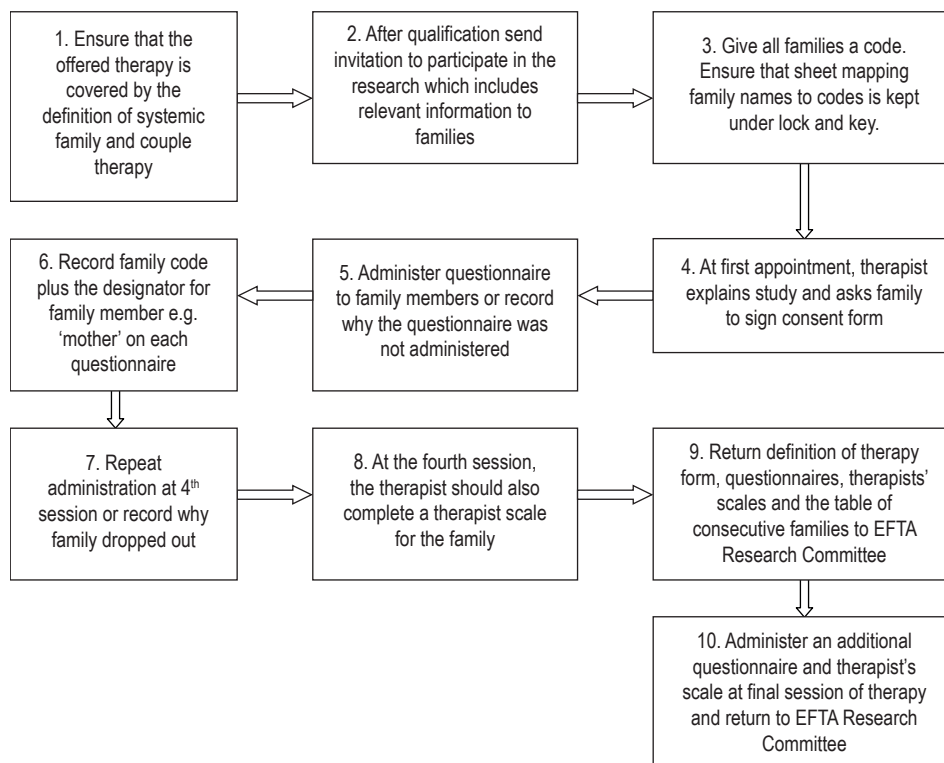 1. Ensure that the
offered therapy is
covered by the
definition of systemic
family and couple
therapy
2. After qualification send
invitation to participate in
the research which includes
relevant information to
families
3. Give all families a code.
Ensure that sheet mapping
family names to codes is kept
under lock and key.
4. At first appointment, therapist
explains study and asks family
to sign consent form
5. Administer questionnaire
to family members or record
why the questionnaire was
not administered
6. Record family code
plus the designator for
family member e.g.
‘mother’ on each
questionnaire
7. Repeat
administration at 4th
session or record why
family dropped out
8. At the fourth session,
the therapist should also
complete a therapist scale
for the family
9. Return definition of therapy
form, questionnaires, therapists’
scales and the table of
consecutive families to EFTA
Research Committee
10. Administer an additional
questionnaire and therapist’s
scale at final session of therapy
and return to EFTA Research
Committee